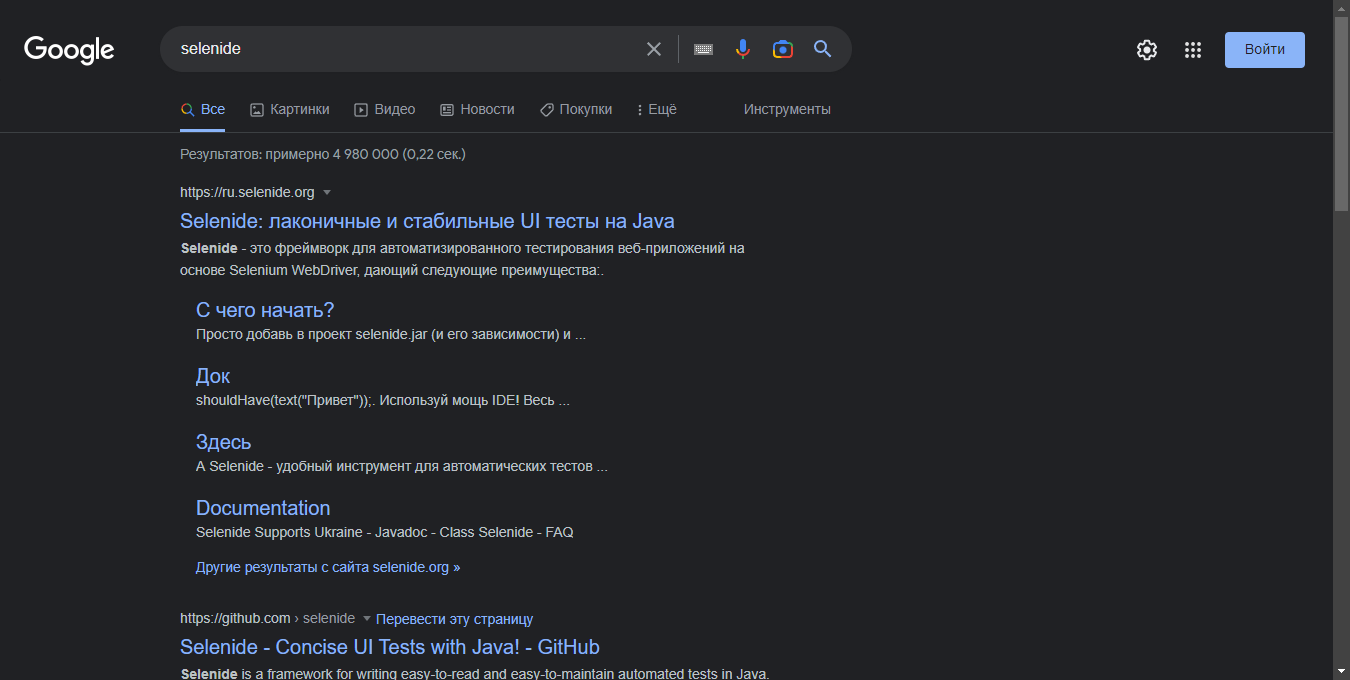 Google
selenide
Войти
Все
Картинки
Видео
Новости
Покупки
Ещё
Инструменты
Результатов: примерно 4 980 000 (0,22 сек.)
https://ru.selenide.org
Selenide: лаконичные и стабильные UI тесты на Java
Selenide - это фреймворк для автоматизированного тестирования веб-приложений на
основе Selenium WebDriver, дающий следующие преимущества:.
С чего начать?
Просто добавь в проект selenide.jar (и его зависимости) и ...
Док
shouldHave(text("Привет"));. Используй мощь IDE! Весь ...
Здесь
А Selenide - удобный инструмент для автоматических тестов ...
Documentation
Selenide Supports Ukraine - Javadoc - Class Selenide - FAQ
Другие результаты с сайта selenide.org »
https://github.com › selenide Перевести эту страницу
Selenide - Concise UI Tests with Java! - GitHub
Selenide is a framework for writing easy-to-read and easy-to-maintain automated tests in Java.